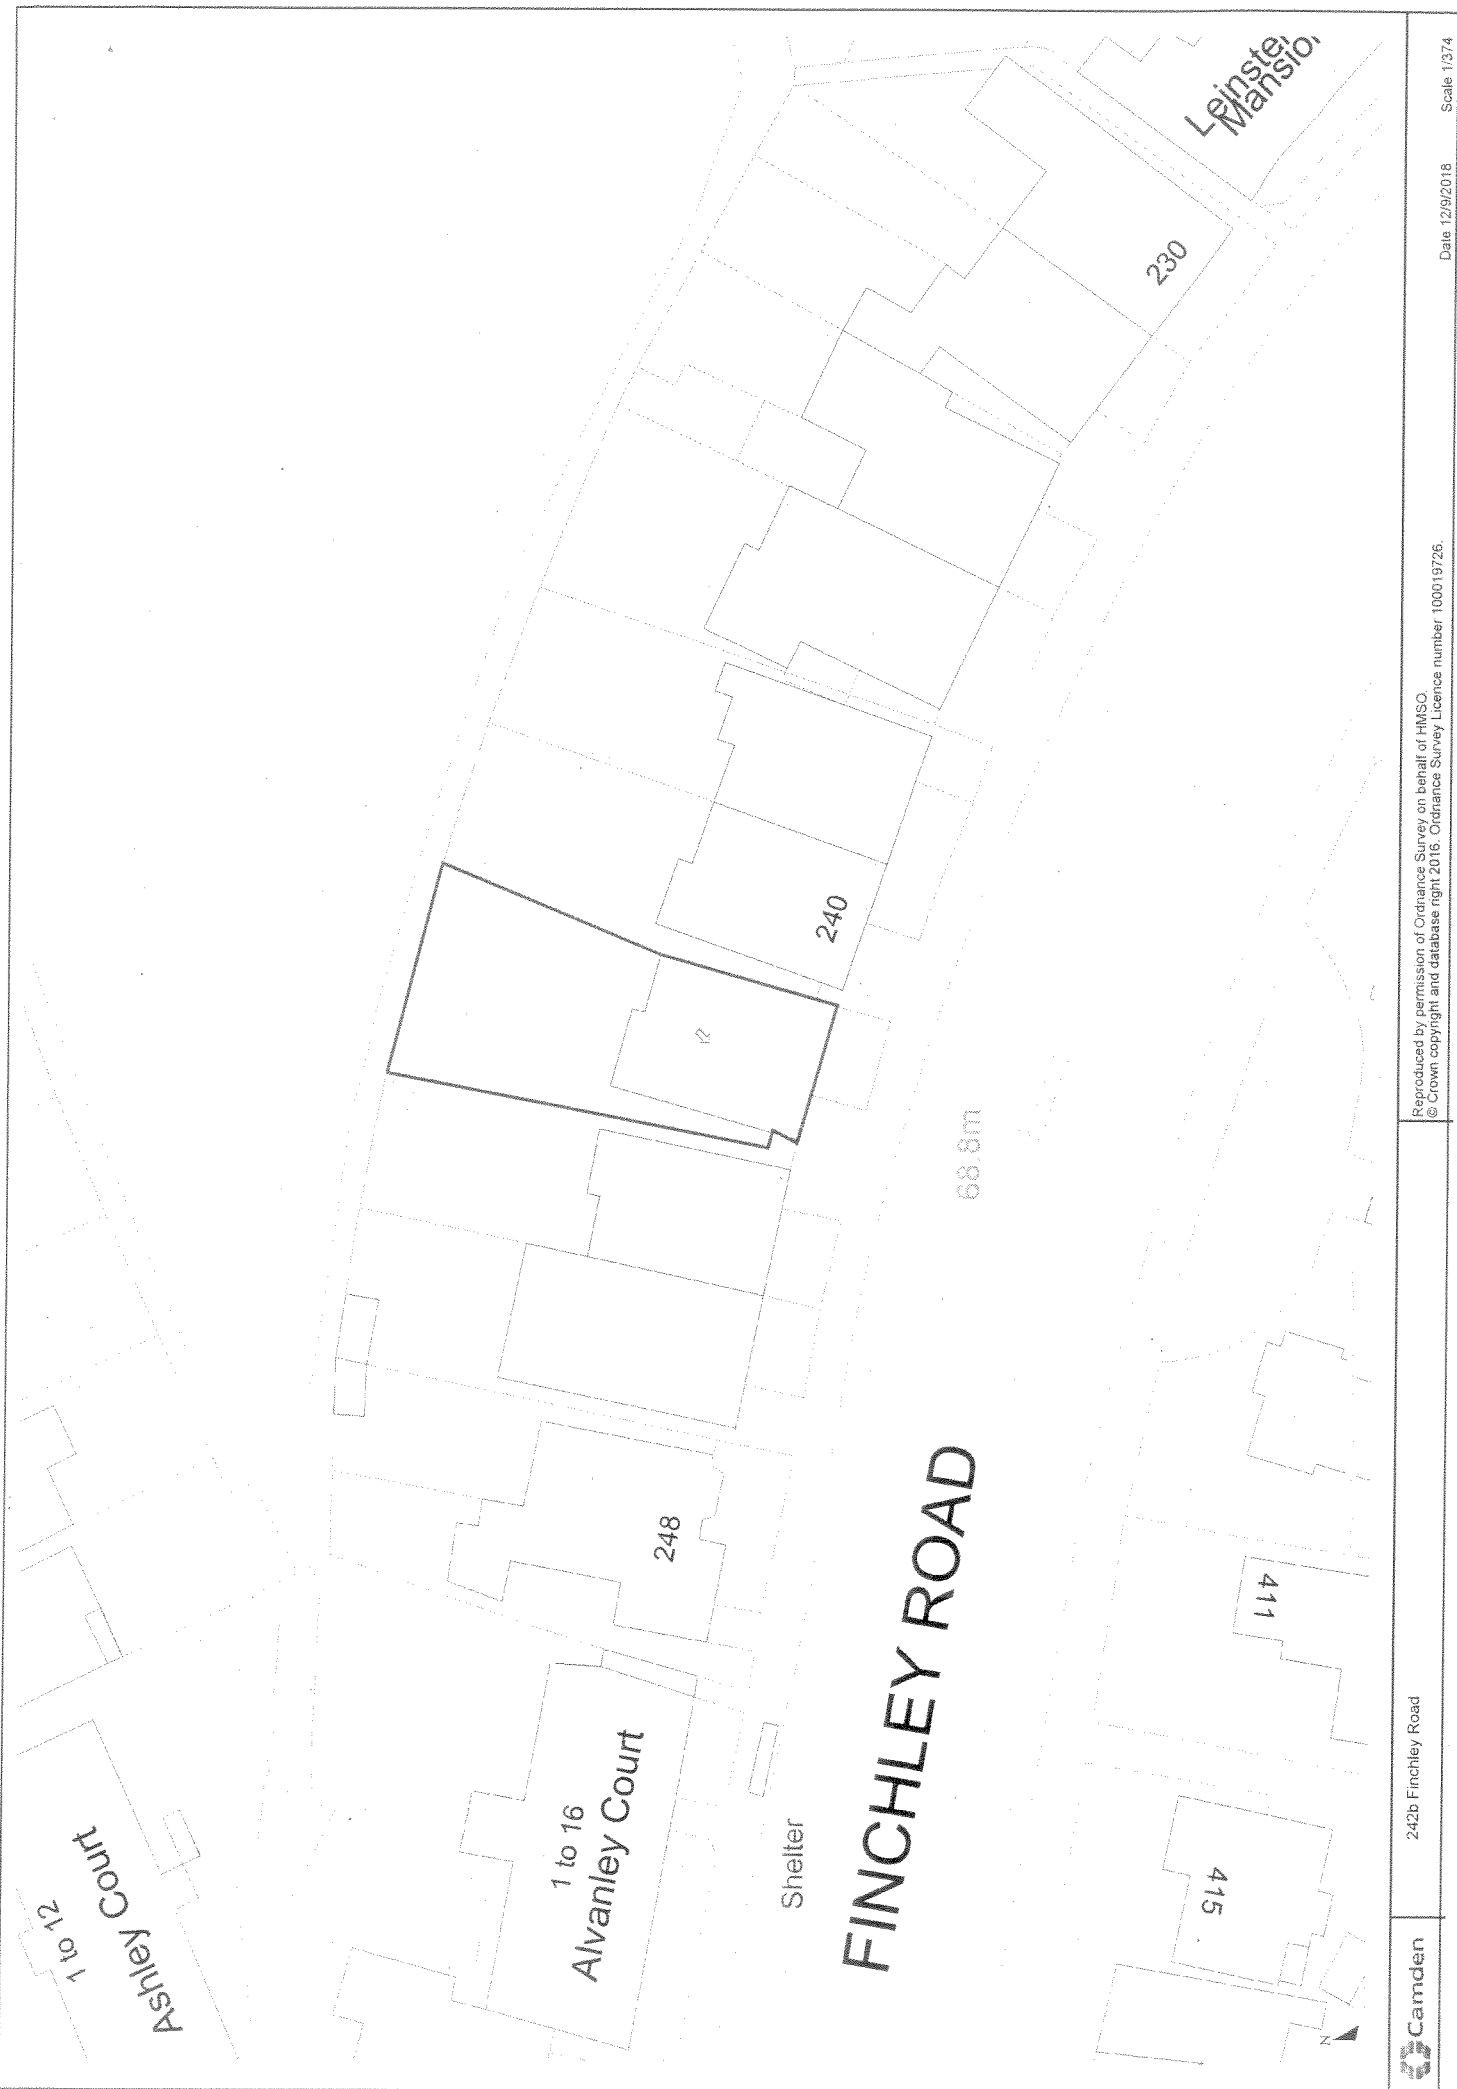 1 to 12
Ashley Court
1 to 16
Alvanley Court
Shelter
FINCHLEY ROAD
248
240
230
68.8m
Leinster
Mansion
411
415
N
Camden
242b Finchley Road
Reproduced by permission of Ordnance Survey on behalf of HMSO.
© Crown copyright and database right 2016. Ordnance Survey Licence number 100019726.
Date 12/9/2018 Scale 1/374